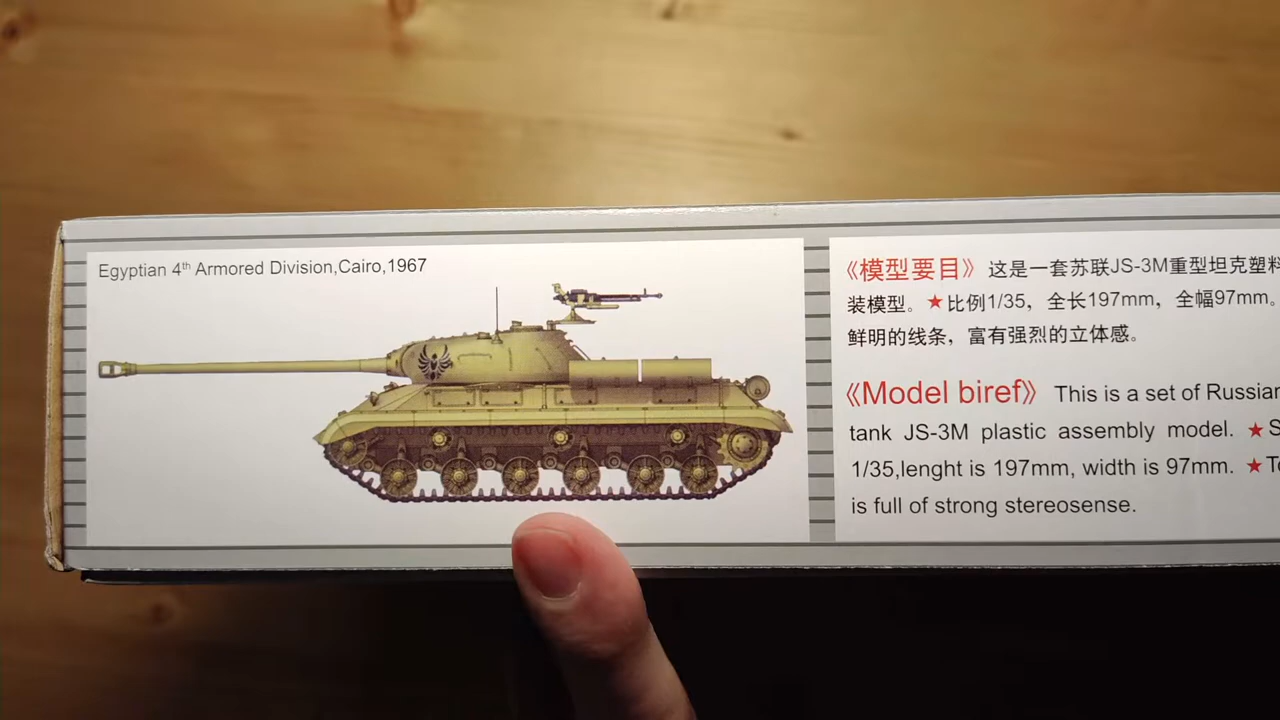 Egyptian 4th Armored Division,Cairo,1967
《模型要目》 这是一套苏联JS-3M重型坦克塑料
装模型。★比例1/35，全长197mm，全幅97mm。
鲜明的线条，富有强烈的立体感。
《Model biref》 This is a set of Russian
tank JS-3M plastic assembly model. ★S
1/35,lenght is 197mm, width is 97mm. ★Te
is full of strong stereosense.